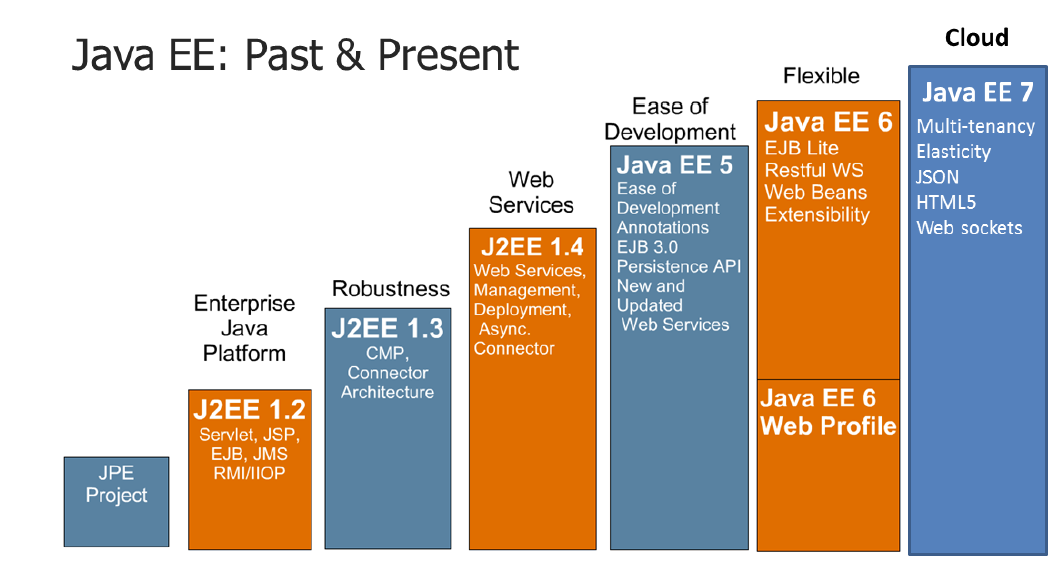 Java EE: Past & Present
JPE
Project
Enterprise
Java
Platform
J2EE 1.2
Servlet, JSP,
EJB, JMS
RMI/IIOP
Robustness
J2EE 1.3
CMP,
Connector
Architecture
Web
Services
J2EE 1.4
Web Services,
Management,
Deployment,
Async.
Connector
Ease of
Development
Java EE 5
Ease of
Development
Annotations
EJB 3.0
Persistence API
New and
Updated
Web Services
Flexible
Java EE 6
EJB Lite
Restful WS
Web Beans
Extensibility
Java EE 6
Web Profile
Cloud
Java EE 7
Multi-tenancy
Elasticity
JSON
HTML5
Web sockets